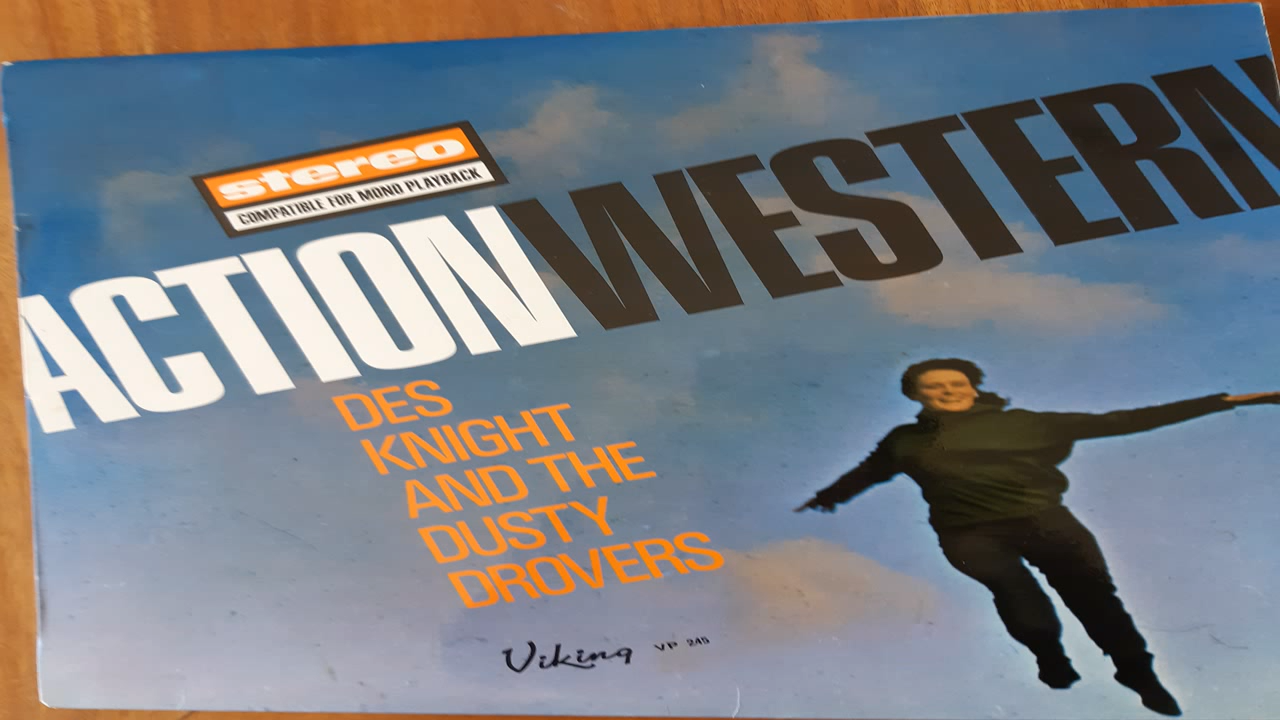 stereo
COMPATIBLE FOR MONO PLAYBACK
ACTION WESTERN
DES
KNIGHT
AND THE
DUSTY
DROVERS
Viking VP 245